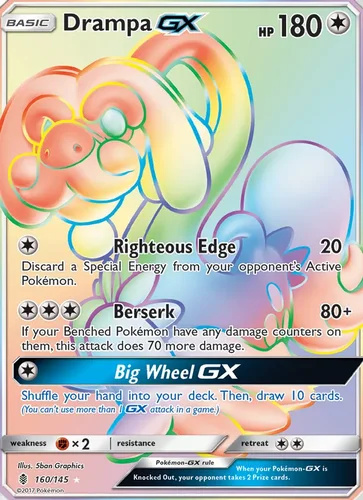 BASIC Drampa GX HP 180
Righteous Edge 20
Discard a Special Energy from your opponent's Active
Pokémon.
Berserk 80+
If your Benched Pokémon have any damage counters on
them, this attack does 70 more damage.
Big Wheel GX
Shuffle your hand into your deck. Then, draw 10 cards.
(You can't use more than 1 GX attack in a game.)
weakness ×2 resistance retreat
Illus. 5ban Graphics
160/145
©2017 Pokémon
Pokémon-GX rule
When your Pokémon-GX is
Knocked Out, your opponent takes 2 Prize cards.